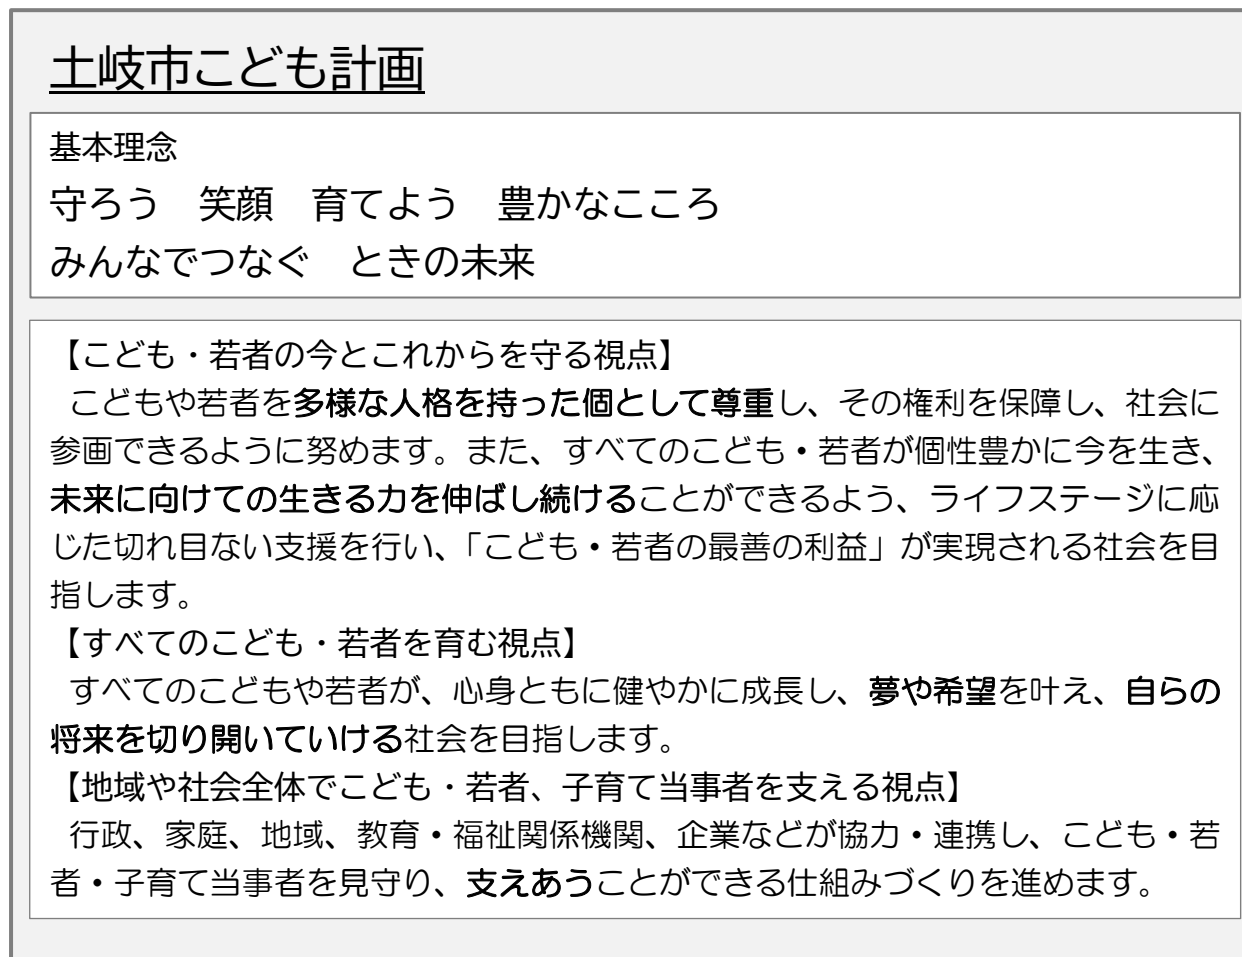 土岐市こども計画
基本理念
守ろう　笑顔　育てよう　豊かなこころ
みんなでつなぐ　ときの未来
【こども・若者の今とこれからを守る視点】
こどもや若者を多様な人格を持った個として尊重し、その権利を保障し、社会に
参画できるように努めます。また、すべてのこども・若者が個性豊かに今を生き、
未来に向けての生きる力を伸ばし続けることができるよう、ライフステージに応
じた切れ目ない支援を行い、「こども・若者の最善の利益」が実現される社会を目
指します。
【すべてのこども・若者を育む視点】
すべてのこどもや若者が、心身ともに健やかに成長し、夢や希望を叶え、自らの
将来を切り開いていける社会を目指します。
【地域や社会全体でこども・若者、子育て当事者を支える視点】
行政、家庭、地域、教育・福祉関係機関、企業などが協力・連携し、こども・若
者・子育て当事者を見守り、支えあうことができる仕組みづくりを進めます。